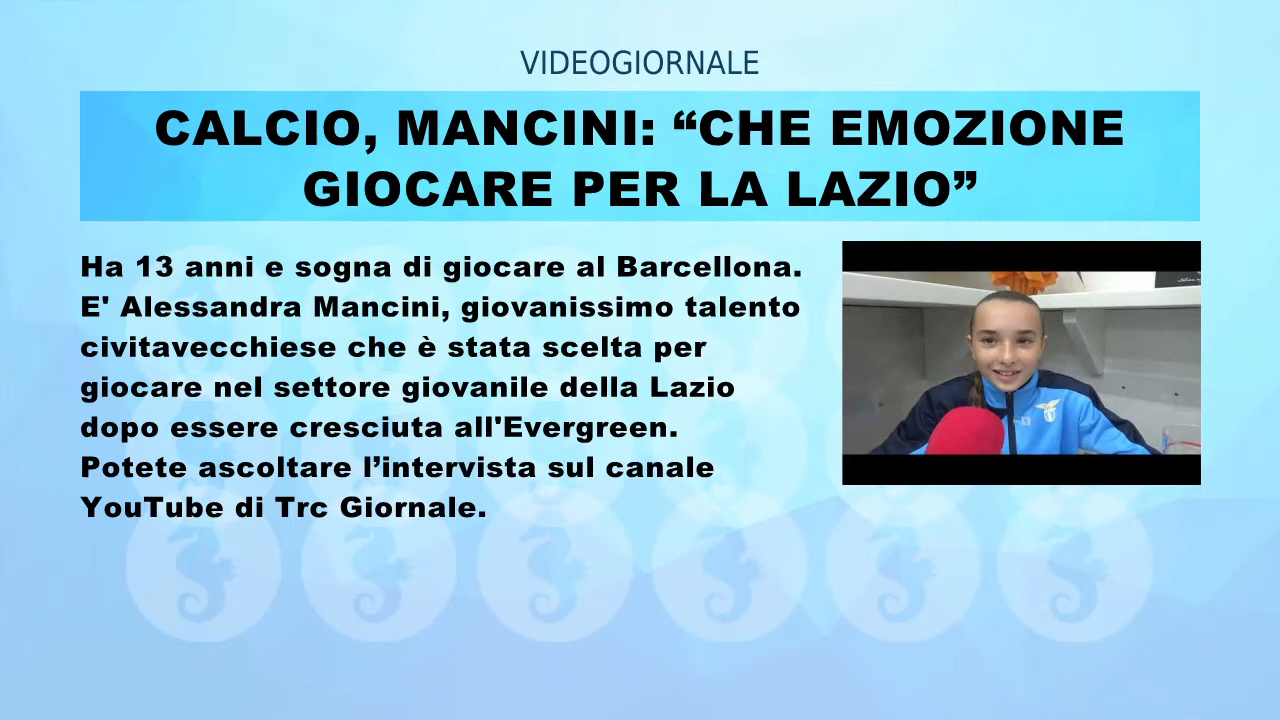 VIDEOGIORNALE
CALCIO, MANCINI: “CHE EMOZIONE
GIOCARE PER LA LAZIO”
Ha 13 anni e sogna di giocare al Barcellona.
E' Alessandra Mancini, giovanissimo talento
civitavecchiese che è stata scelta per
giocare nel settore giovanile della Lazio
dopo essere cresciuta all'Evergreen.
Potete ascoltare l’intervista sul canale
YouTube di Trc Giornale.